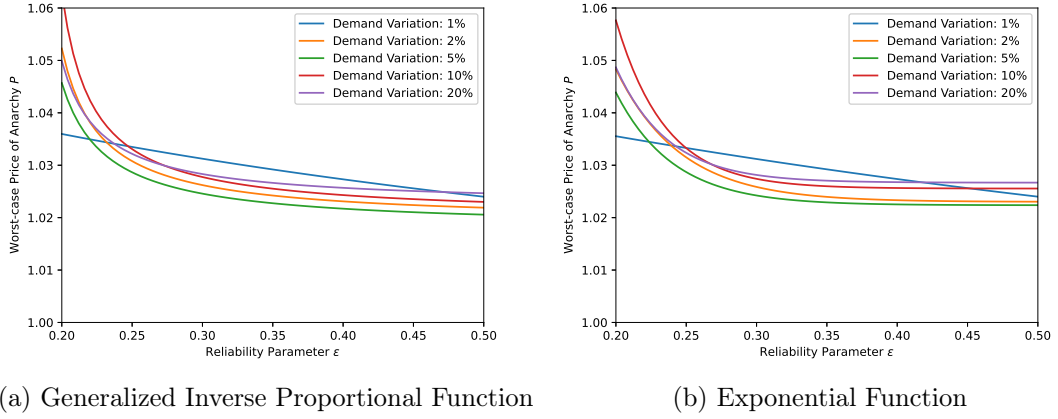 1.06
1.05
1.04
1.03
1.02
1.01
1.00
Worst-case Price of Anarchy P
0.20 0.25 0.30 0.35 0.40 0.45 0.50
Reliability Parameter ε
Demand Variation: 1%
Demand Variation: 2%
Demand Variation: 5%
Demand Variation: 10%
Demand Variation: 20%
(a) Generalized Inverse Proportional Function
1.06
1.05
1.04
1.03
1.02
1.01
1.00
Worst-case Price of Anarchy P
0.20 0.25 0.30 0.35 0.40 0.45 0.50
Reliability Parameter ε
Demand Variation: 1%
Demand Variation: 2%
Demand Variation: 5%
Demand Variation: 10%
Demand Variation: 20%
(b) Exponential Function